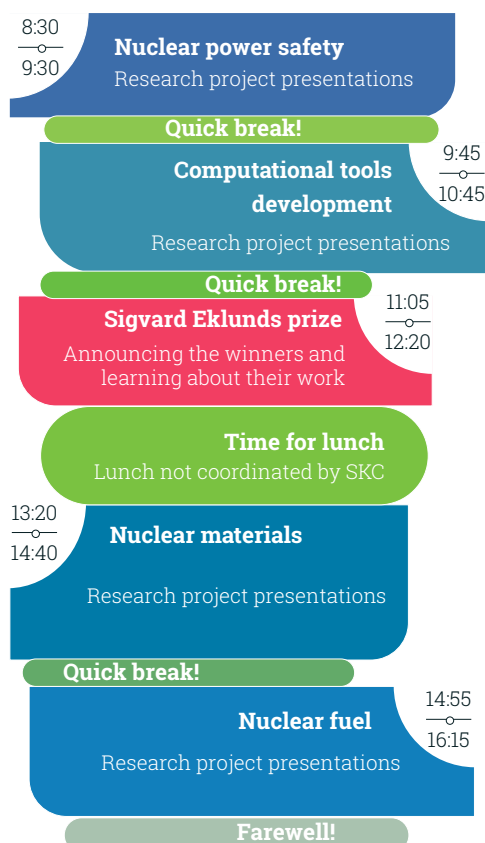 8:30
9:30
Nuclear power safety
Research project presentations
Quick break!
9:45
10:45
Computational tools
development
Research project presentations
Quick break!
11:05
12:20
Sigvard Eklunds prize
Announcing the winners and
learning about their work
Time for lunch
Lunch not coordinated by SKC
13:20
14:40
Nuclear materials
Research project presentations
Quick break!
14:55
16:15
Nuclear fuel
Research project presentations
Farewell!